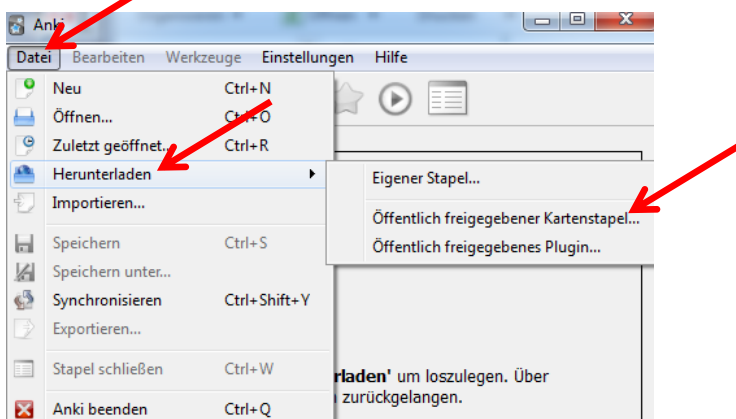 Anki
Datei Bearbeiten Werkzeuge Einstellungen Hilfe
Neu Ctrl+N
Öffnen... Ctrl+O
Zuletzt geöffnet... Ctrl+R
Herunterladen
Importieren...
Speichern Ctrl+S
Speichern unter...
Synchronisieren Ctrl+Shift+Y
Exportieren...
Stapel schließen Ctrl+W
Anki beenden Ctrl+Q
Eigener Stapel...
Öffentlich freigegebener Kartenstapel...
Öffentlich freigegebenes Plugin...
rladen' um loszulegen. Über
zurückgelangen.